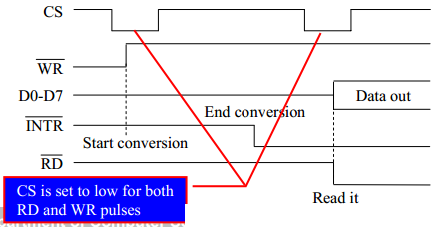 CS
WR
D0-D7
Data out
End conversion
INTR
Start conversion
RD
CS is set to low for both
RD and WR pulses
Read it